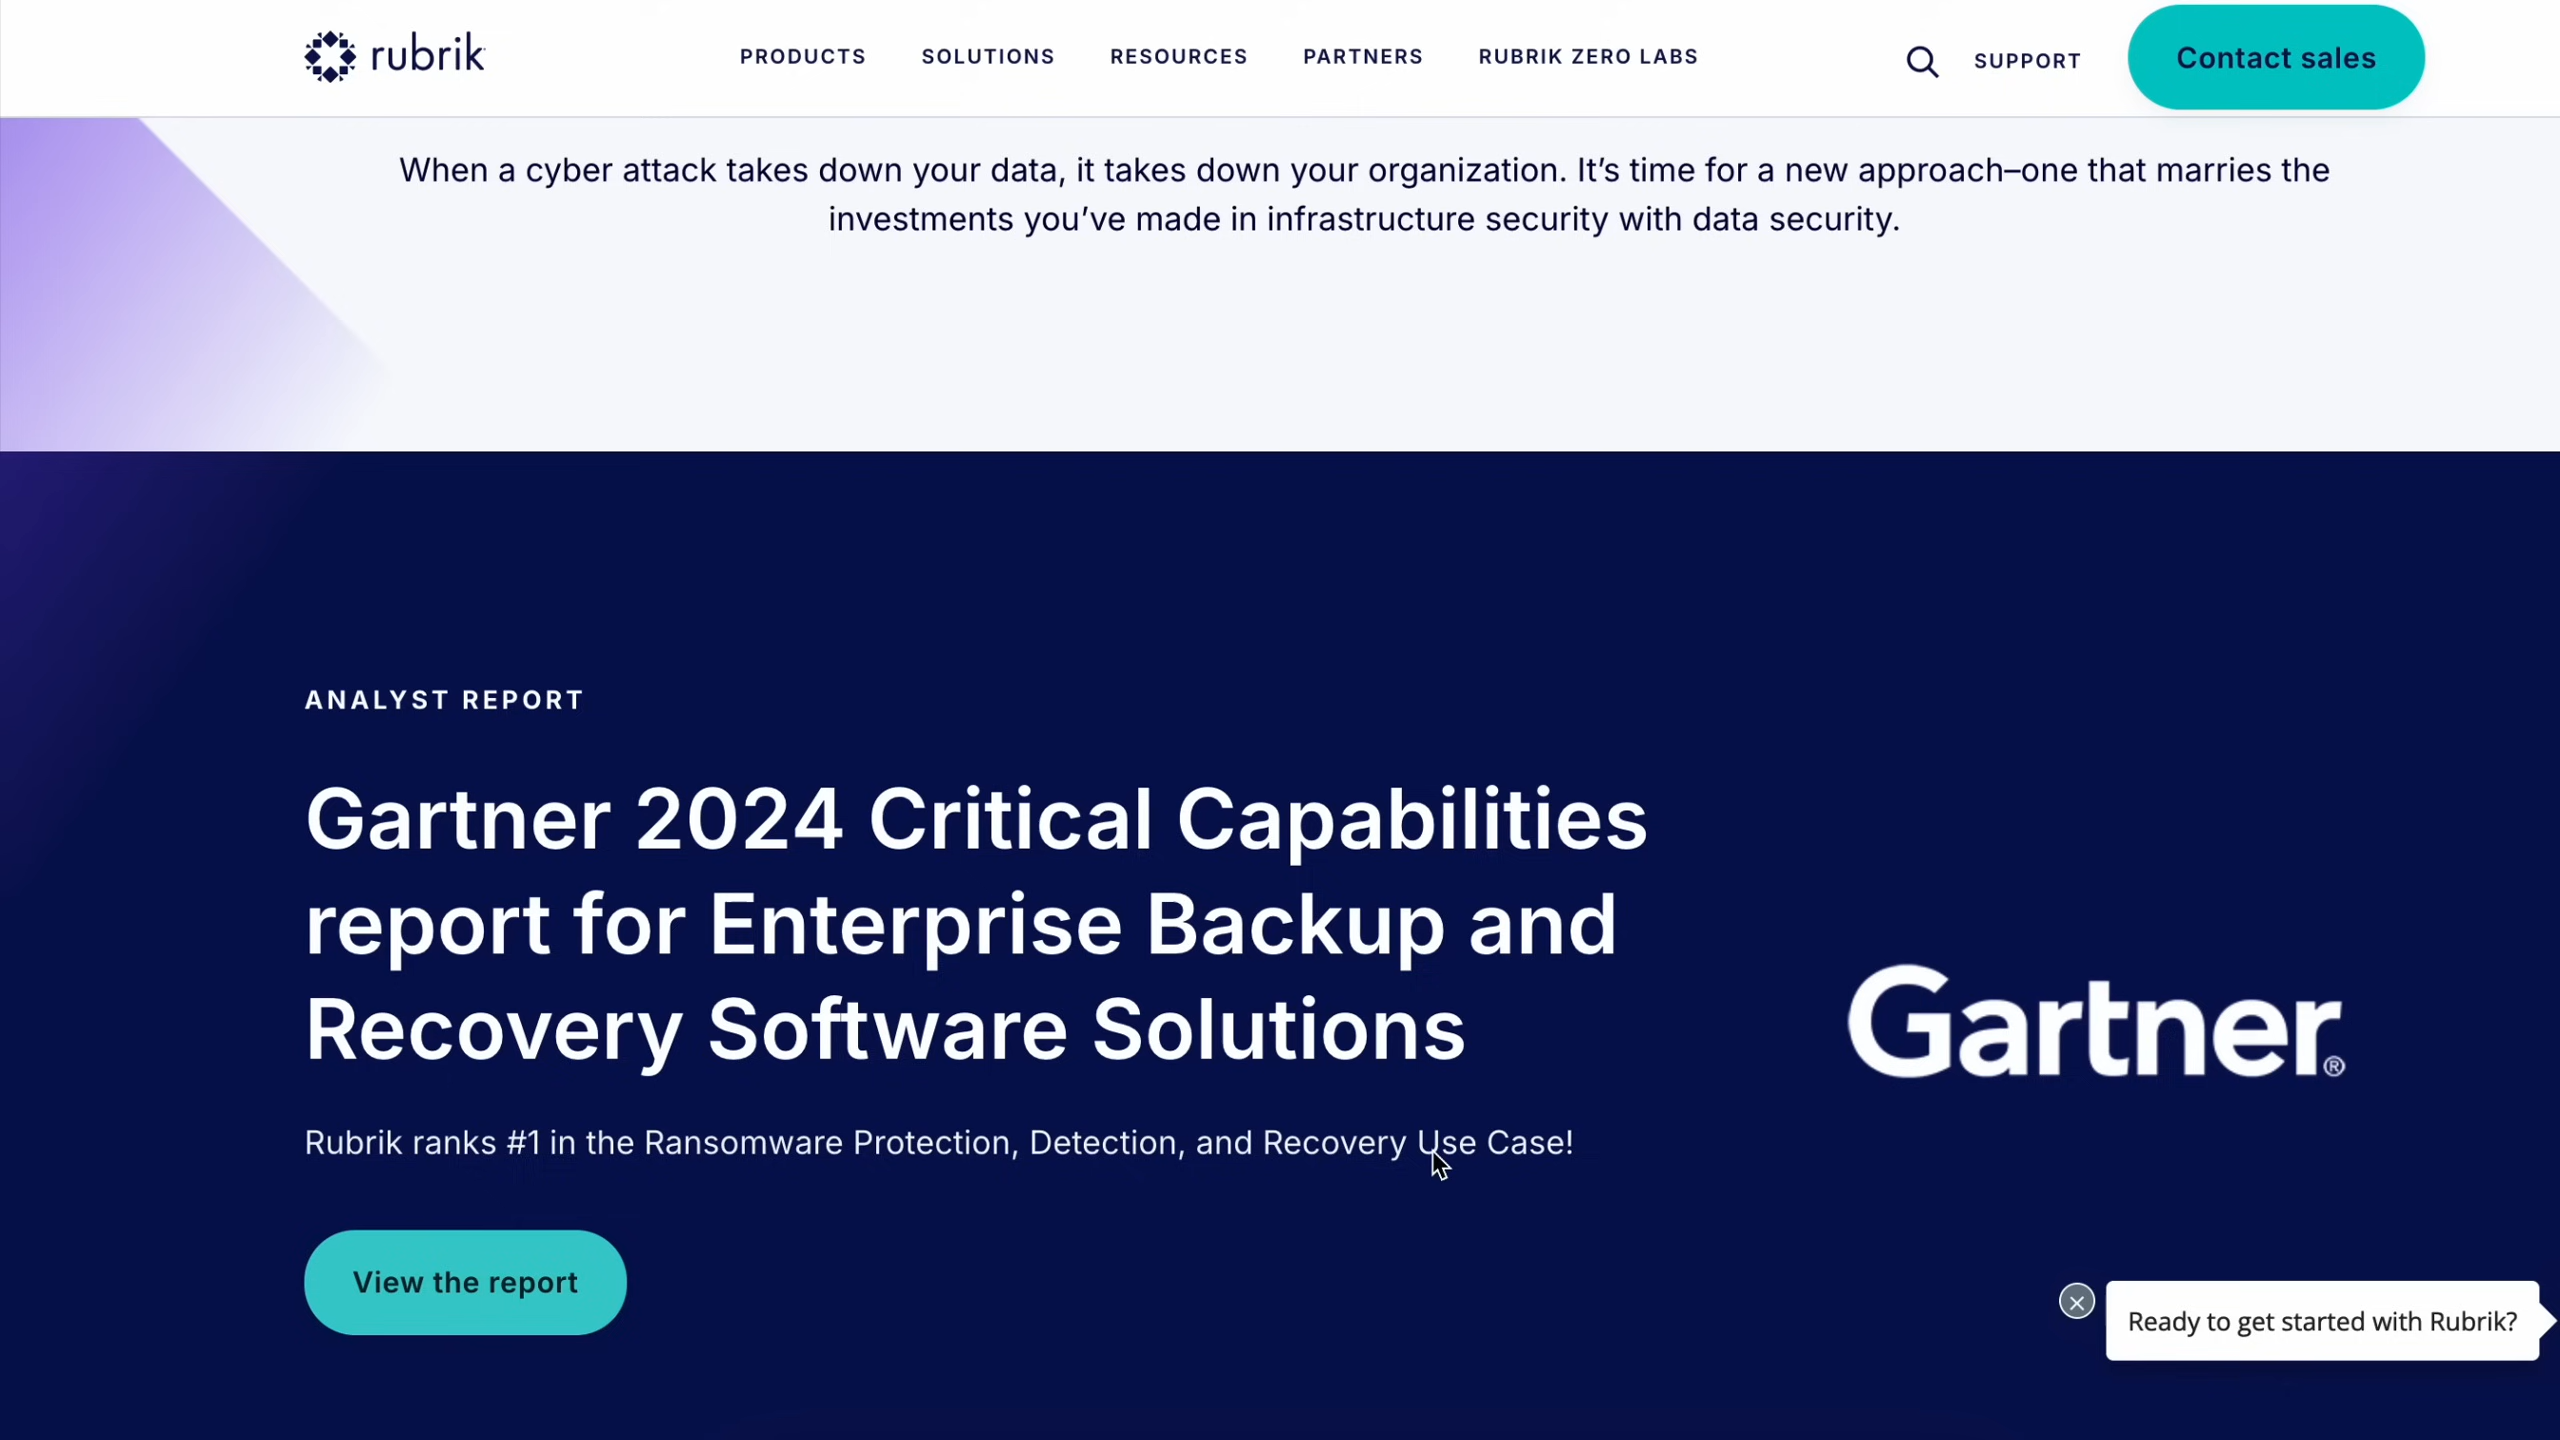 rubrik
PRODUCTS
SOLUTIONS
RESOURCES
PARTNERS
RUBRIK ZERO LABS
SUPPORT
Contact sales
When a cyber attack takes down your data, it takes down your organization. It’s time for a new approach–one that marries the
investments you’ve made in infrastructure security with data security.
ANALYST REPORT
Gartner 2024 Critical Capabilities
report for Enterprise Backup and
Recovery Software Solutions
Gartner®
Rubrik ranks #1 in the Ransomware Protection, Detection, and Recovery Use Case!
View the report
Ready to get started with Rubrik?